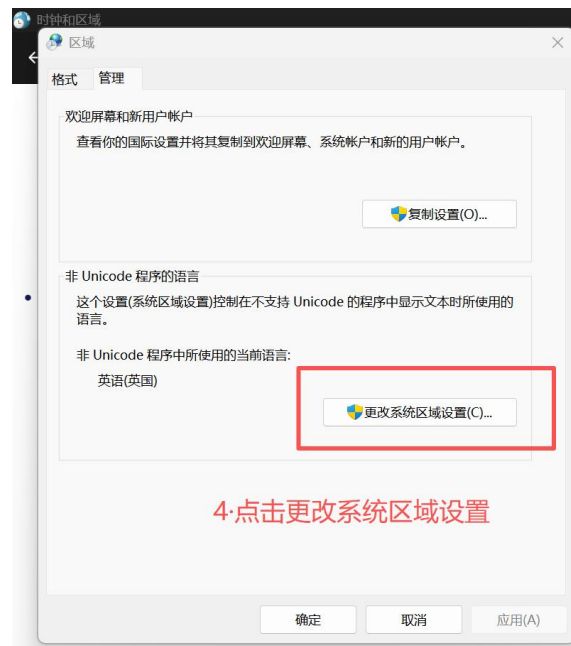 时钟和区域
区域
格式 管理
欢迎屏幕和新用户帐户
查看你的国际设置并将其复制到欢迎屏幕、系统帐户和新的用户帐户。
复制设置(O)...
非 Unicode 程序的语言
这个设置(系统区域设置)控制在不支持 Unicode 的程序中显示文本时所使用的
语言。
非 Unicode 程序中所使用的当前语言:
英语(英国)
更改系统区域设置(C)...
4·点击更改系统区域设置
确定 取消 应用(A)